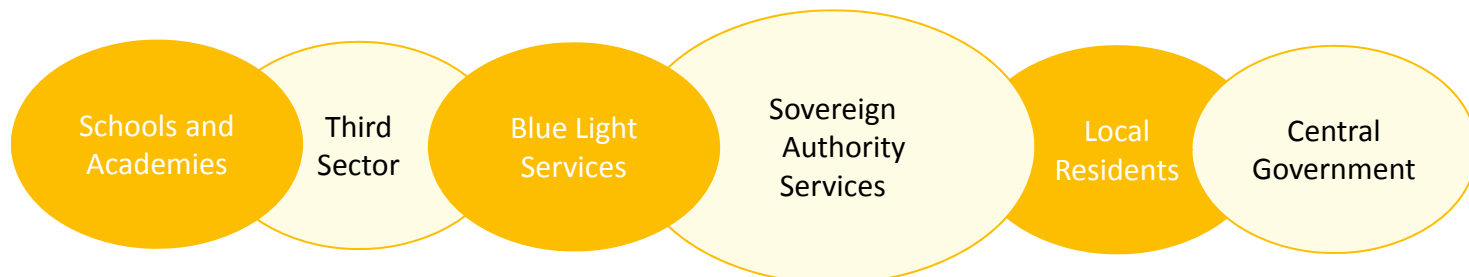 Schools and
Academies
Third
Sector
Blue Light
Services
Sovereign
Authority
Services
Local
Residents
Central
Government